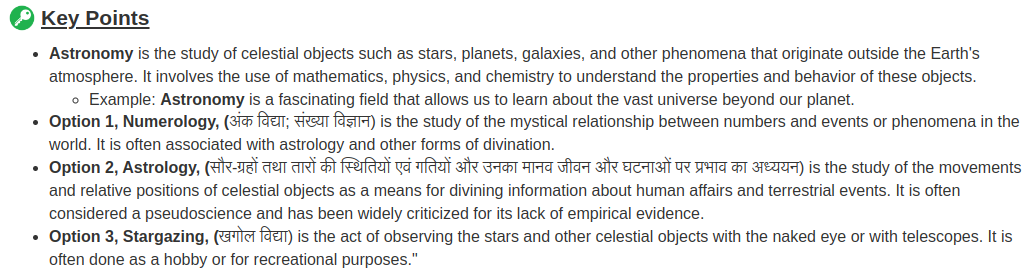 Key Points
Astronomy is the study of celestial objects such as stars, planets, galaxies, and other phenomena that originate outside the Earth's
atmosphere. It involves the use of mathematics, physics, and chemistry to understand the properties and behavior of these objects.
Example: Astronomy is a fascinating field that allows us to learn about the vast universe beyond our planet.
Option 1, Numerology, (अंक विद्या; संख्या विज्ञान) is the study of the mystical relationship between numbers and events or phenomena in the
world. It is often associated with astrology and other forms of divination.
Option 2, Astrology, (सौर-ग्रहों तथा तारों की स्थितियों एवं गतियों और उनका मानव जीवन और घटनाओं पर प्रभाव का अध्ययन) is the study of the movements
and relative positions of celestial objects as a means for divining information about human affairs and terrestrial events. It is often
considered a pseudoscience and has been widely criticized for its lack of empirical evidence.
Option 3, Stargazing, (खगोल विद्या) is the act of observing the stars and other celestial objects with the naked eye or with telescopes. It is
often done as a hobby or for recreational purposes."